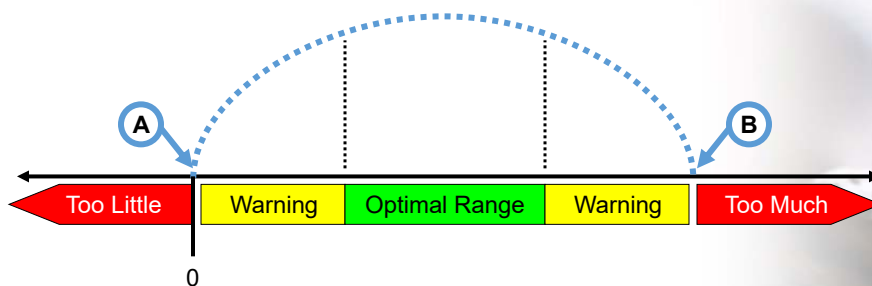 A
B
Too Little
Warning
Optimal Range
Warning
Too Much
0